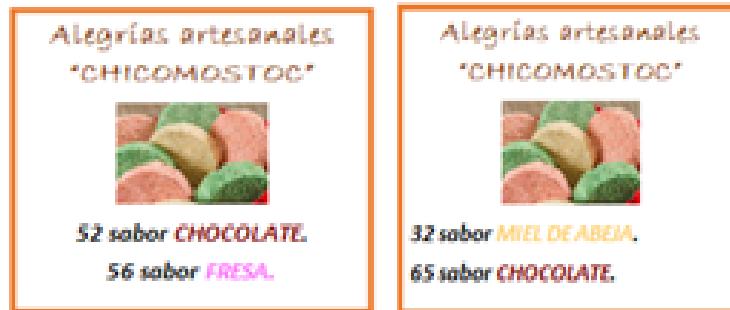 Alegrías artesanales
"CHICOMOSTOC"
52 sabor CHOCOLATE.
56 sabor FRESA.
Alegrías artesanales
"CHICOMOSTOC"
32 sabor MIEL DE ABEJA.
65 sabor CHOCOLATE.